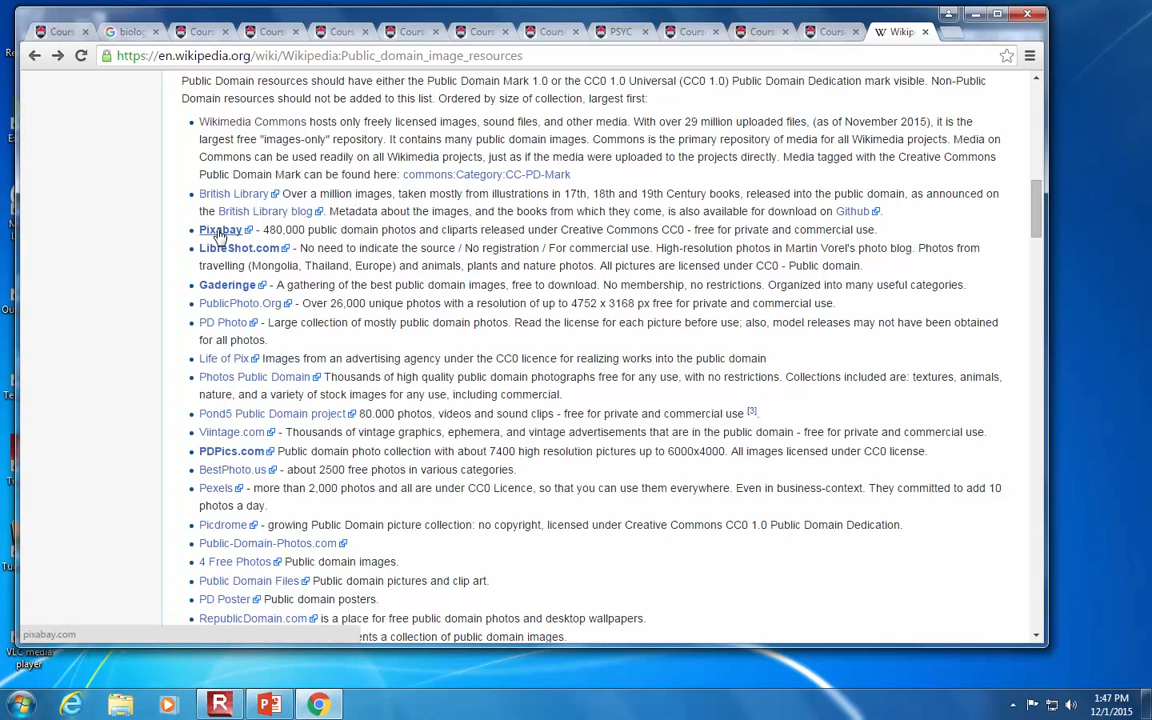 Cours
biolog
Cours
Cours
Cours
Cours
Cours
Cours
PSYC
Cours
Cours
Cours
W Wikip
https://en.wikipedia.org/wiki/Wikipedia:Public_domain_image_resources
Public Domain resources should have either the Public Domain Mark 1.0 or the CC0 1.0 Universal (CC0 1.0) Public Domain Dedication mark visible. Non-Public
Domain resources should not be added to this list. Ordered by size of collection, largest first:
Wikimedia Commons hosts only freely licensed images, sound files, and other media. With over 29 million uploaded files, (as of November 2015), it is the
largest free "images-only" repository. It contains many public domain images. Commons is the primary repository of media for all Wikimedia projects. Media on
Commons can be used readily on all Wikimedia projects, just as if the media were uploaded to the projects directly. Media tagged with the Creative Commons
Public Domain Mark can be found here: commons:Category:CC-PD-Mark
British Library Over a million images, taken mostly from illustrations in 17th, 18th and 19th Century books, released into the public domain, as announced on
the British Library blog. Metadata about the images, and the books from which they come, is also available for download on Github.
Pixabay - 480,000 public domain photos and cliparts released under Creative Commons CC0 - free for private and commercial use.
LibreShot.com - No need to indicate the source / No registration / For commercial use. High-resolution photos in Martin Vorel's photo blog. Photos from
travelling (Mongolia, Thailand, Europe) and animals, plants and nature photos. All pictures are licensed under CC0 - Public domain.
Gaderinge - A gathering of the best public domain images, free to download. No membership, no restrictions. Organized into many useful categories.
PublicPhoto.Org - Over 26,000 unique photos with a resolution of up to 4752 x 3168 px free for private and commercial use.
PD Photo - Large collection of mostly public domain photos. Read the license for each picture before use; also, model releases may not have been obtained
for all photos.
Life of Pix Images from an advertising agency under the CC0 licence for realizing works into the public domain
Photos Public Domain Thousands of high quality public domain photographs free for any use, with no restrictions. Collections included are: textures, animals,
nature, and a variety of stock images for any use, including commercial.
Pond5 Public Domain project 80.000 photos, videos and sound clips - free for private and commercial use [3].
Viintage.com - Thousands of vintage graphics, ephemera, and vintage advertisements that are in the public domain - free for private and commercial use.
PDPics.com Public domain photo collection with about 7400 high resolution pictures up to 6000x4000. All images licensed under CC0 license.
BestPhoto.us - about 2500 free photos in various categories.
Pexels - more than 2,000 photos and all are under CC0 Licence, so that you can use them everywhere. Even in business-context. They committed to add 10
photos a day.
Picdrome - growing Public Domain picture collection: no copyright, licensed under Creative Commons CC0 1.0 Public Domain Dedication.
Public-Domain-Photos.com
4 Free Photos Public domain images.
Public Domain Files Public domain pictures and clip art.
PD Poster Public domain posters.
RepublicDomain.com is a place for free public domain photos and desktop wallpapers.
pixabay.com
ents a collection of public domain images.
VLC media
player
1:47 PM
12/1/2015